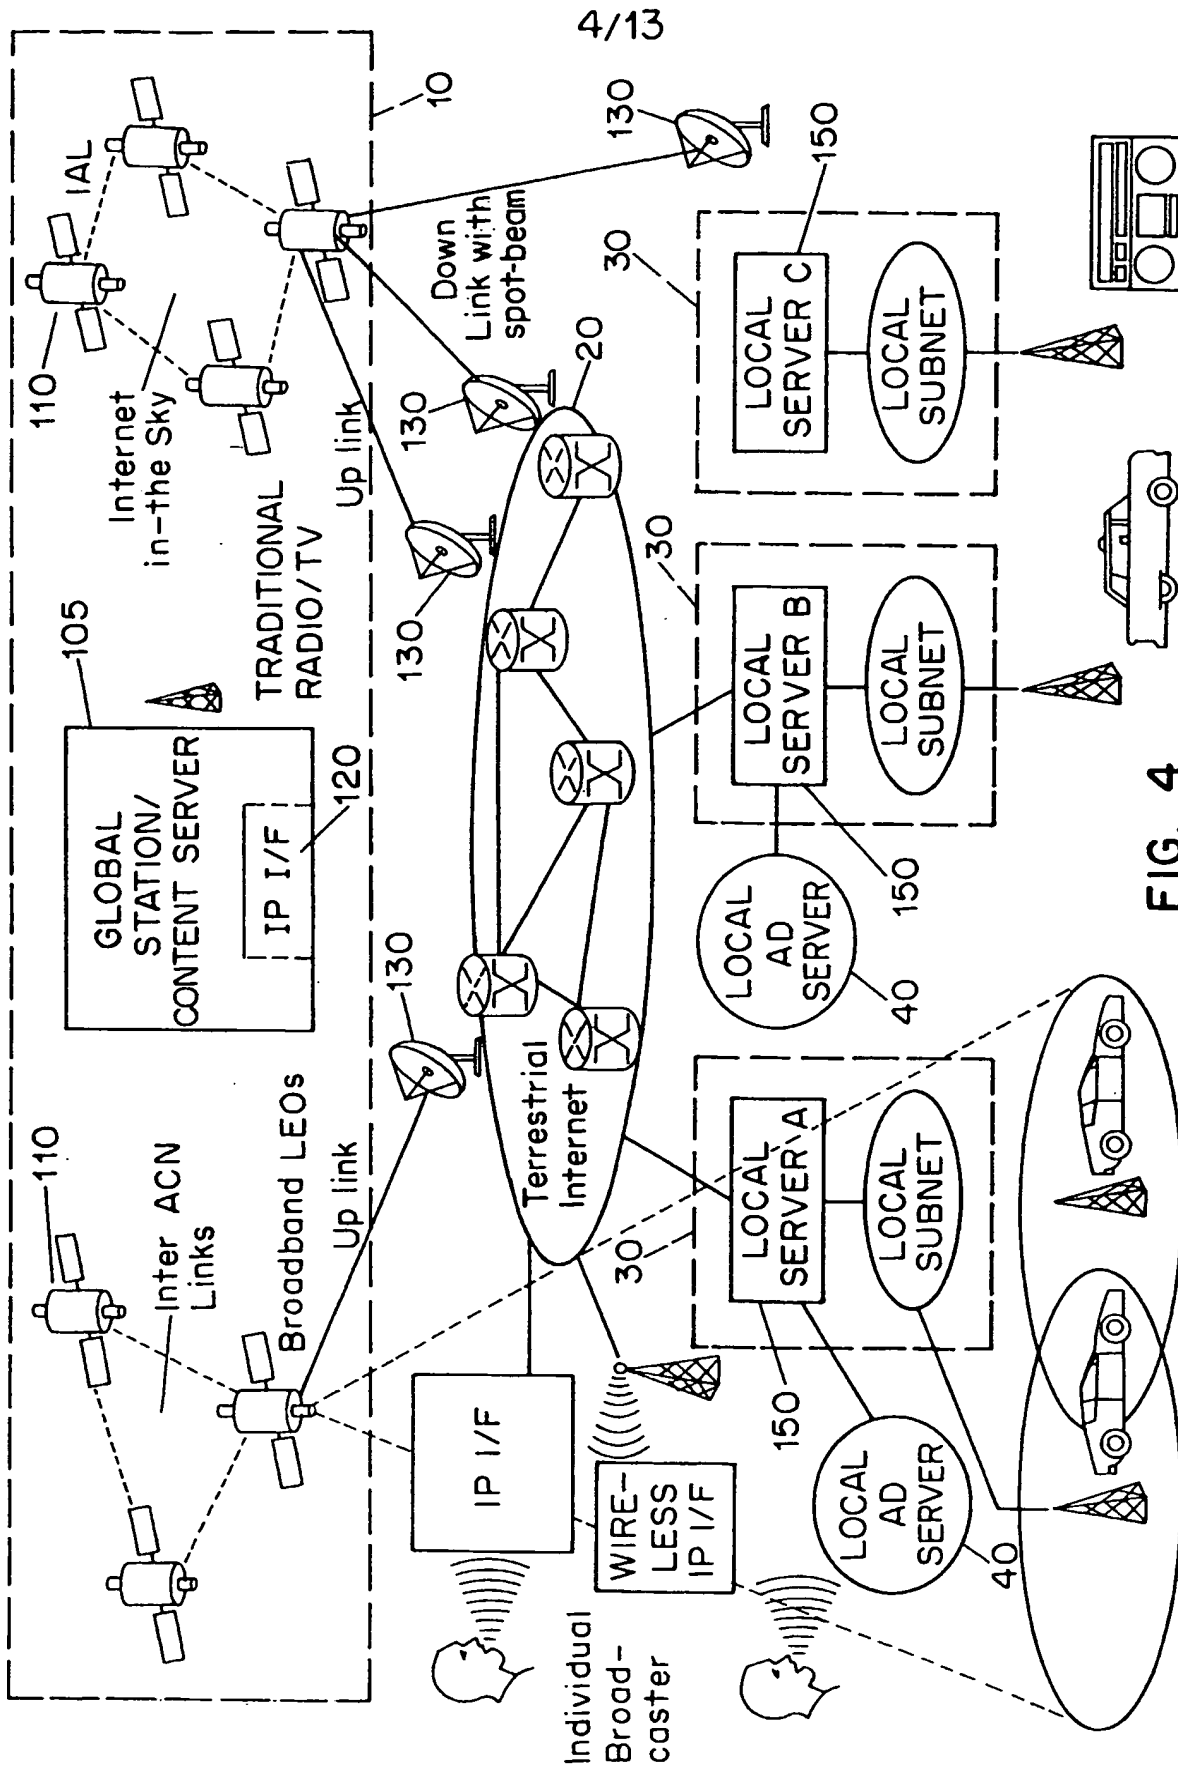 4/13
110
Inter ACN
Links
Broadband LEOs
Up link
GLOBAL
STATION/
CONTENT SERVER
IP I/F
105
120
TRADITIONAL
RADIO/TV
110
IAL
Internet
in-the Sky
Up link
10
Down
Link with
spot-beam
130
130
130
130
20
Terrestrial
Internet
IP I/F
WIRE-
LESS
IP I/F
Individual
Broad-
caster
30
LOCAL
SERVER A
LOCAL
SUBNET
150
LOCAL
AD
SERVER
40
30
LOCAL
SERVER B
LOCAL
SUBNET
150
LOCAL
AD
SERVER
40
30
LOCAL
SERVER C
LOCAL
SUBNET
150
FIG. 4